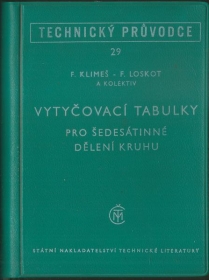 TECHNICKÝ PRŮVODCE
29
F. KLIMEŠ - F. LOSKOT
A KOLEKTIV
VYTYČOVACÍ TABULKY
PRO ŠEDESÁTINNÉ
DĚLENÍ KRUHU
STÁTNÍ NAKLADATELSTVÍ TECHNICKÉ LITERATURY